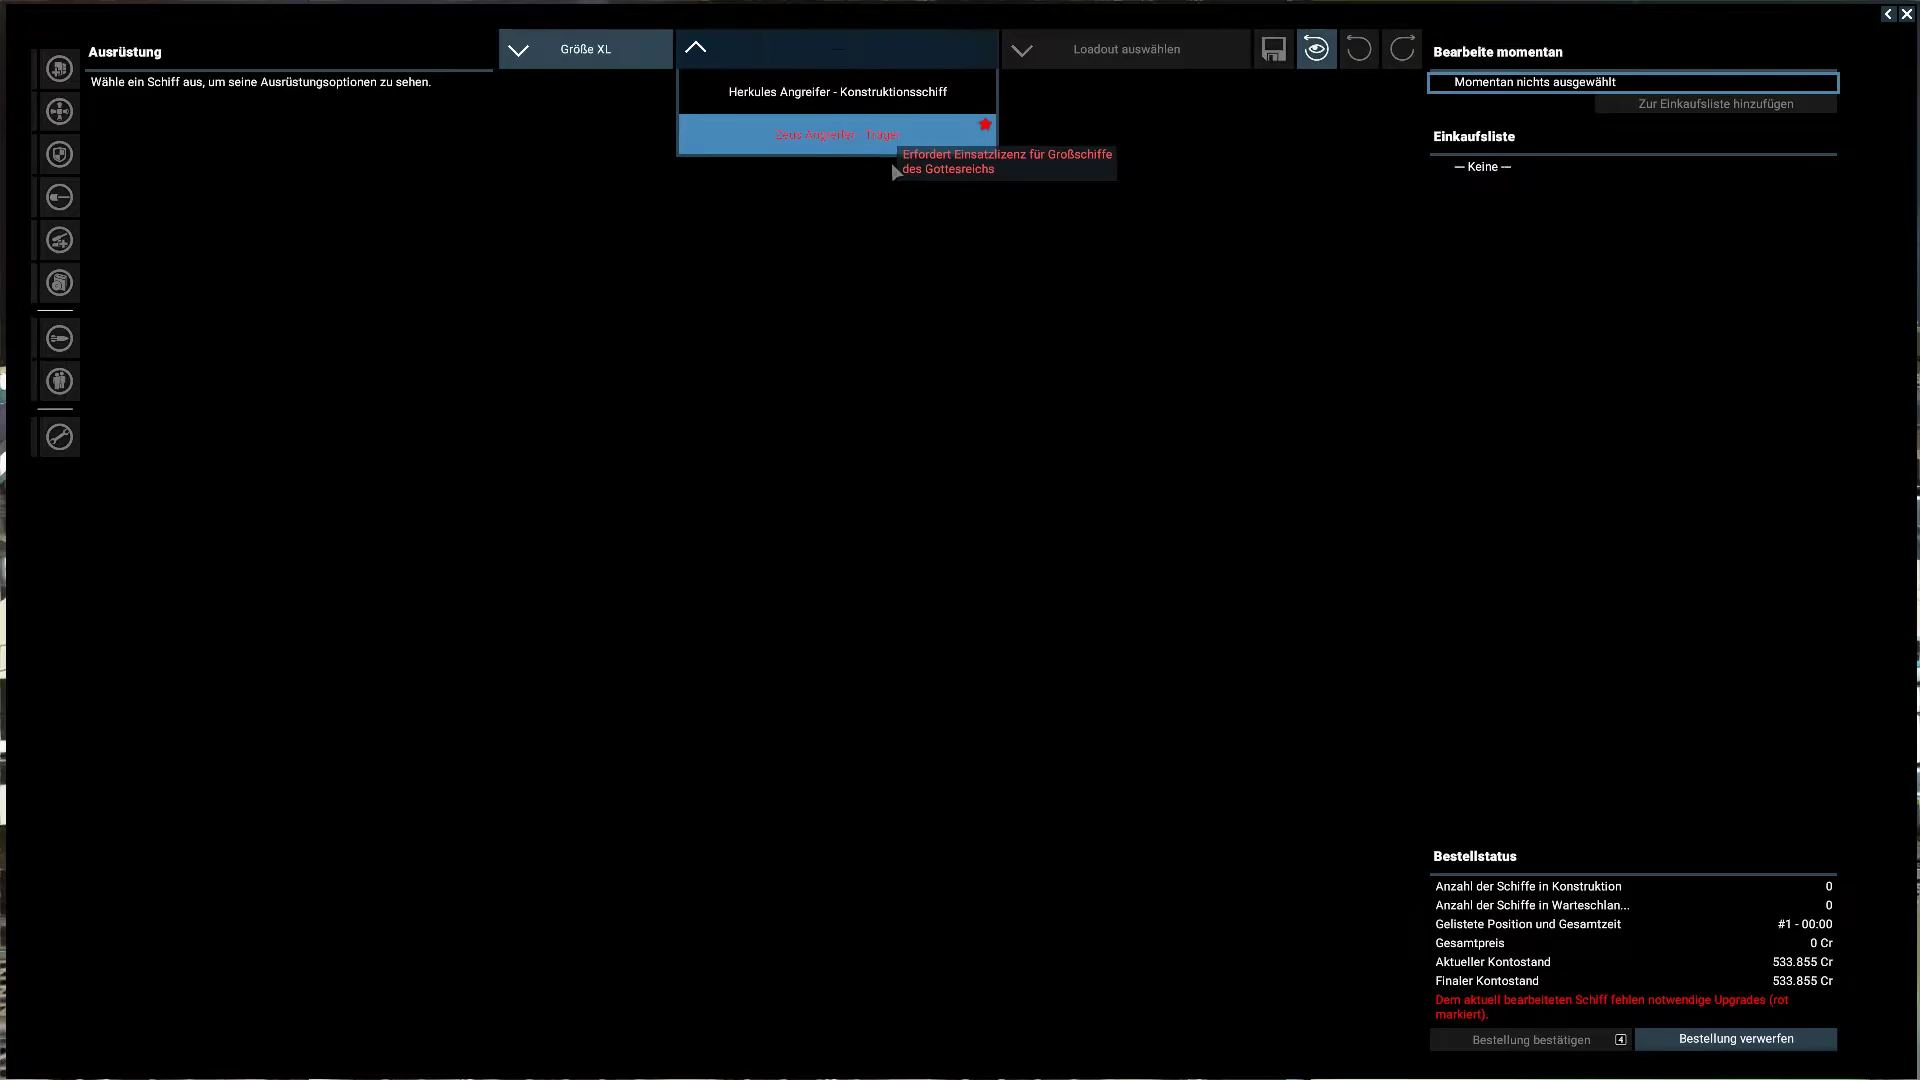 Ausrüstung
Wähle ein Schiff aus, um seine Ausrüstungsoptionen zu sehen.
Größe XL
—
Loadout auswählen
Herkules Angreifer - Konstruktionsschiff
Zeus Angreifer - Träger
Erfordert Einsatzlizenz für Großschiffe
des Gottesreichs
Bearbeite momentan
Momentan nichts ausgewählt
Zur Einkaufsliste hinzufügen
Einkaufsliste
— Keine —
Bestellstatus
Anzahl der Schiffe in Konstruktion 0
Anzahl der Schiffe in Warteschlan... 0
Gelistete Position und Gesamtzeit #1 - 00:00
Gesamtpreis 0 Cr
Aktueller Kontostand 533.855 Cr
Finaler Kontostand 533.855 Cr
Dem aktuell bearbeiteten Schiff fehlen notwendige Upgrades (rot
markiert).
Bestellung bestätigen 4
Bestellung verwerfen